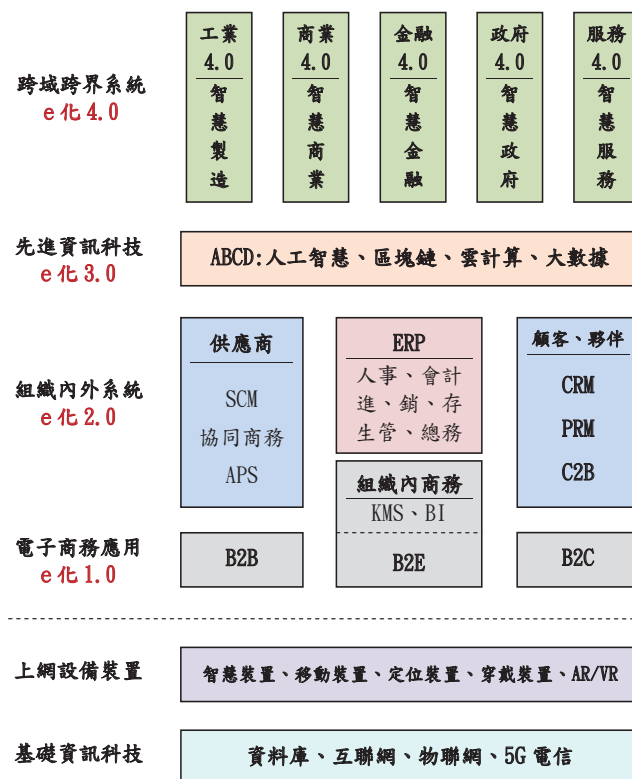 跨域跨界系統
e化4.0
工業
4.0
智
慧
製
造
商業
4.0
智
慧
商
業
金融
4.0
智
慧
金
融
政府
4.0
智
慧
政
府
服務
4.0
智
慧
服
務
先進資訊科技
e化3.0
ABCD:人工智慧、區塊鏈、雲計算、大數據
組織內外系統
e化2.0
供應商
SCM
協同商務
APS
ERP
人事、會計
進、銷、存
生管、總務
組織內商務
KMS、BI
顧客、夥伴
CRM
PRM
C2B
電子商務應用
e化1.0
B2B
B2E
B2C
上網設備裝置
智慧裝置、移動裝置、定位裝置、穿戴裝置、AR/VR
基礎資訊科技
資料庫、互聯網、物聯網、5G電信